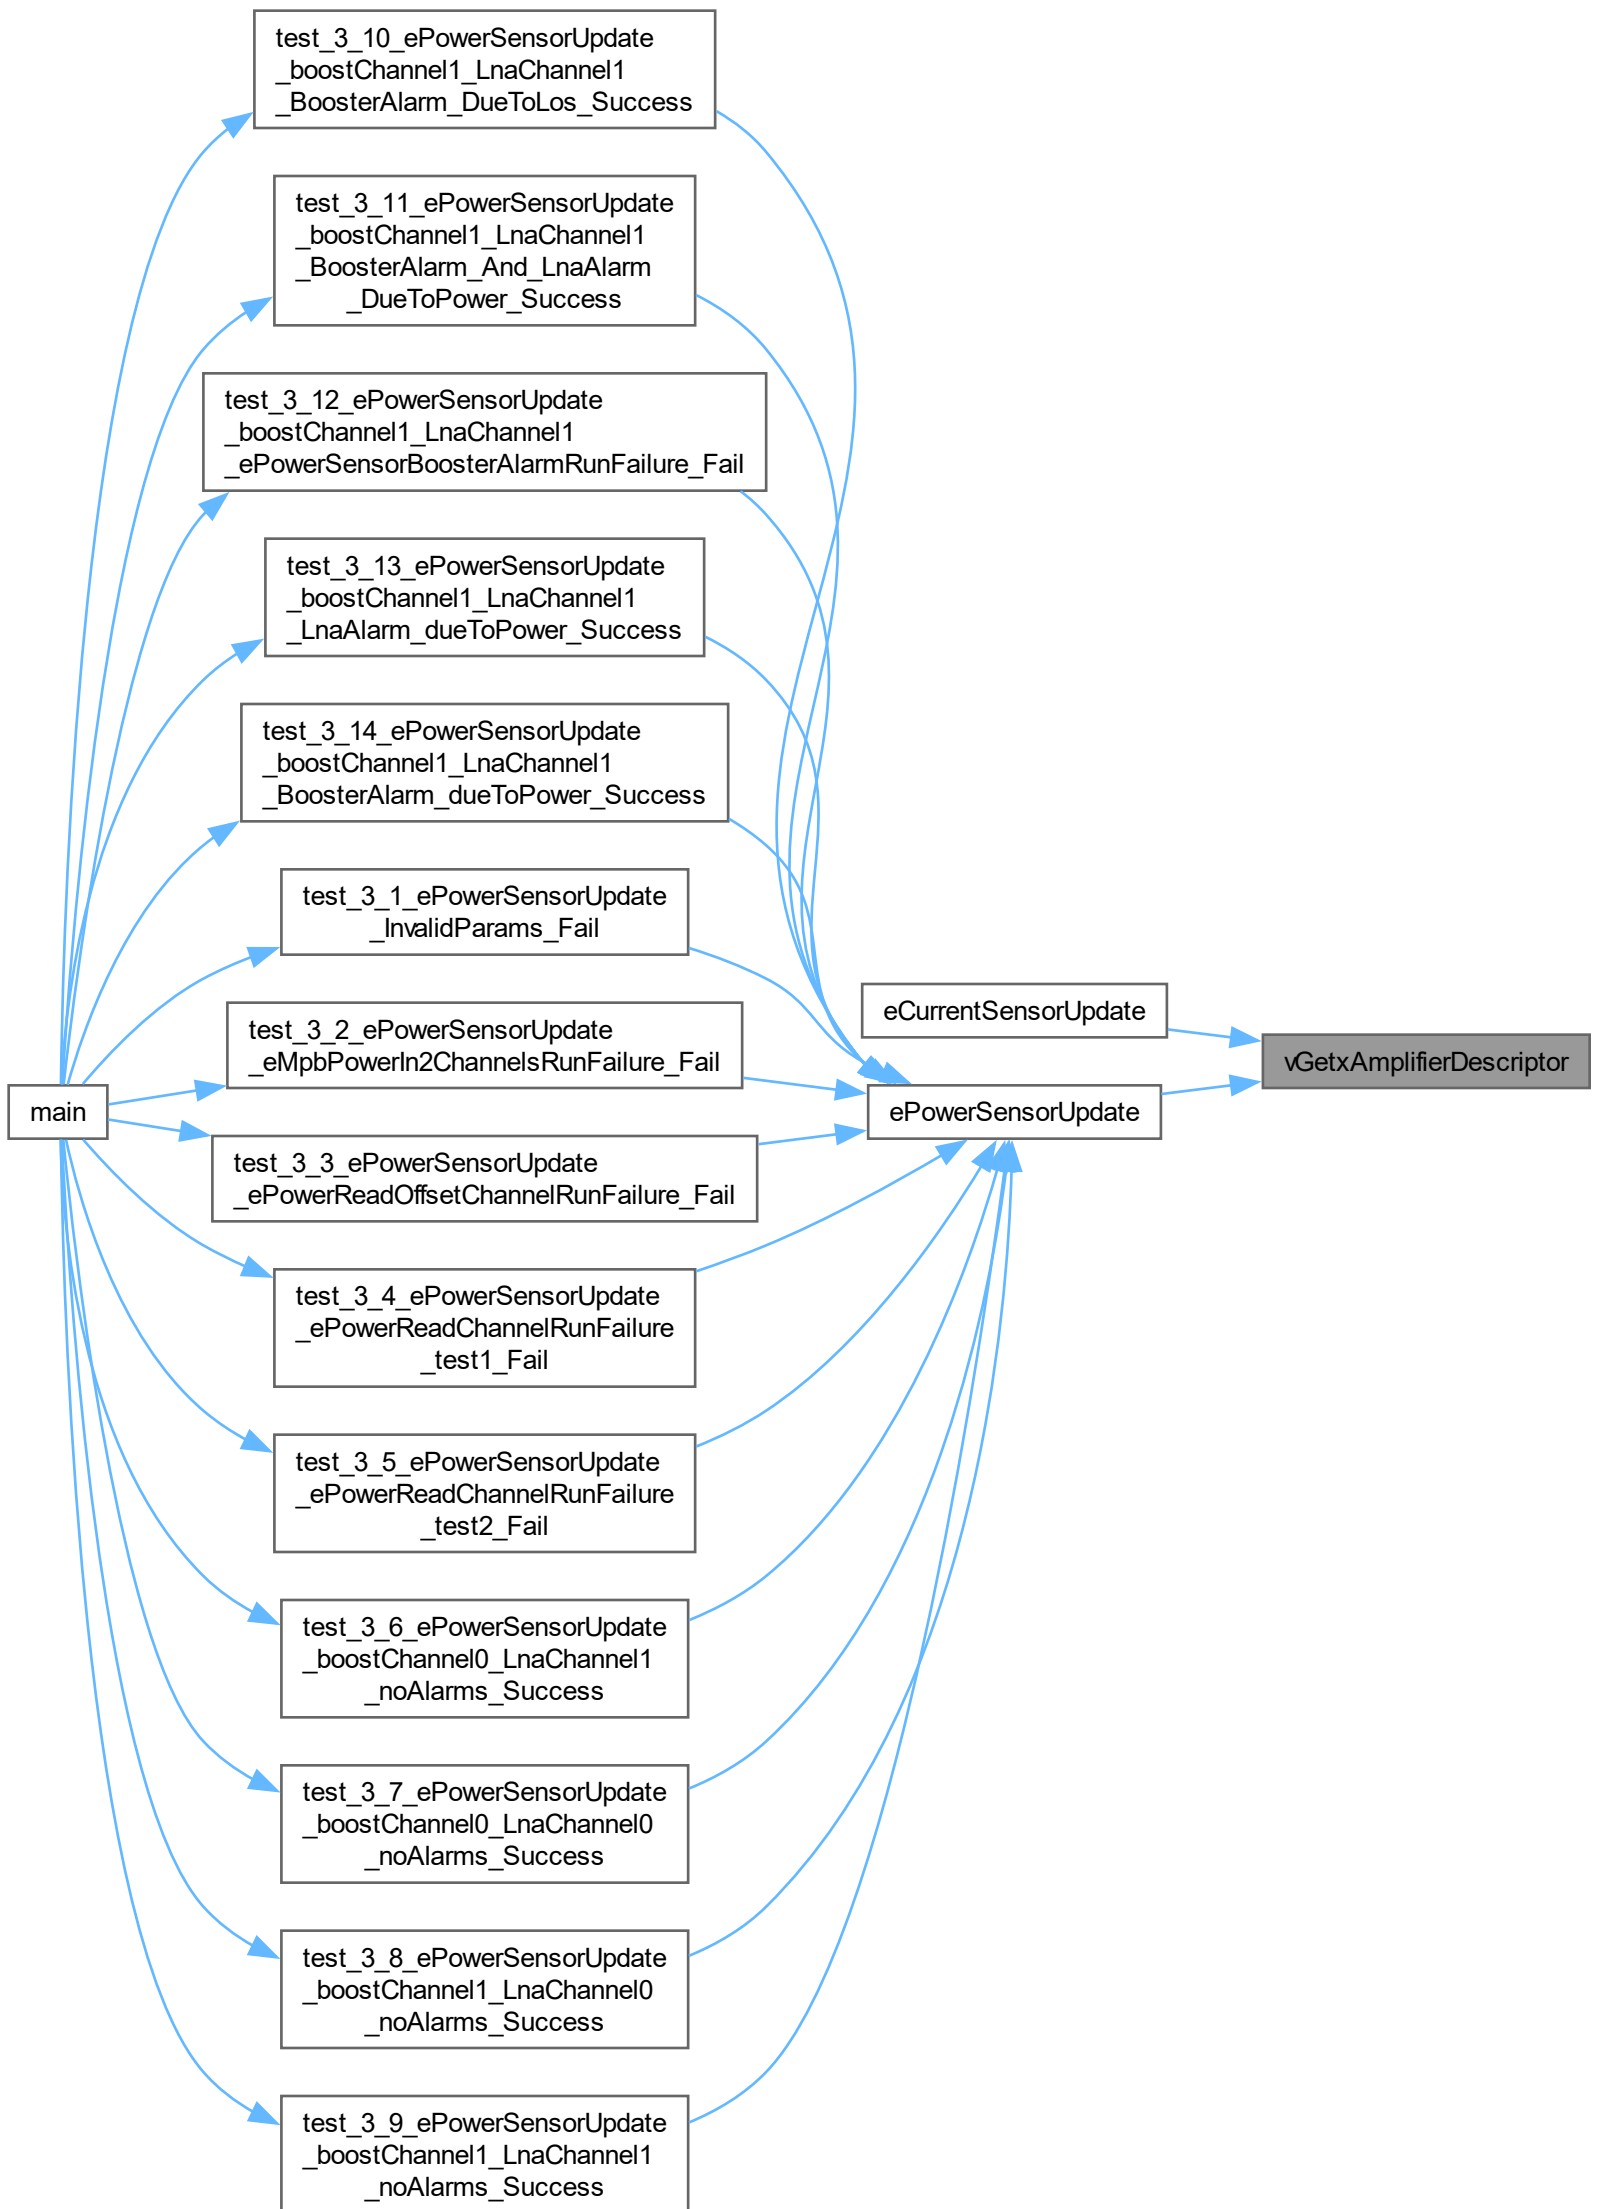 test_3_10_ePowerSensorUpdate
_boostChannel1_LnaChannel1
_BoosterAlarm_DueToLos_Success
test_3_11_ePowerSensorUpdate
_boostChannel1_LnaChannel1
_BoosterAlarm_And_LnaAlarm
_DueToPower_Success
test_3_12_ePowerSensorUpdate
_boostChannel1_LnaChannel1
_ePowerSensorBoosterAlarmRunFailure_Fail
test_3_13_ePowerSensorUpdate
_boostChannel1_LnaChannel1
_LnaAlarm_dueToPower_Success
test_3_14_ePowerSensorUpdate
_boostChannel1_LnaChannel1
_BoosterAlarm_dueToPower_Success
test_3_1_ePowerSensorUpdate
_InvalidParams_Fail
eCurrentSensorUpdate
test_3_2_ePowerSensorUpdate
_eMpbPowerIn2ChannelsRunFailure_Fail
vGetxAmplifierDescriptor
main
ePowerSensorUpdate
test_3_3_ePowerSensorUpdate
_ePowerReadOffsetChannelRunFailure_Fail
test_3_4_ePowerSensorUpdate
_ePowerReadChannelRunFailure
_test1_Fail
test_3_5_ePowerSensorUpdate
_ePowerReadChannelRunFailure
_test2_Fail
test_3_6_ePowerSensorUpdate
_boostChannel0_LnaChannel1
_noAlarms_Success
test_3_7_ePowerSensorUpdate
_boostChannel0_LnaChannel0
_noAlarms_Success
test_3_8_ePowerSensorUpdate
_boostChannel1_LnaChannel0
_noAlarms_Success
test_3_9_ePowerSensorUpdate
_boostChannel1_LnaChannel1
_noAlarms_Success